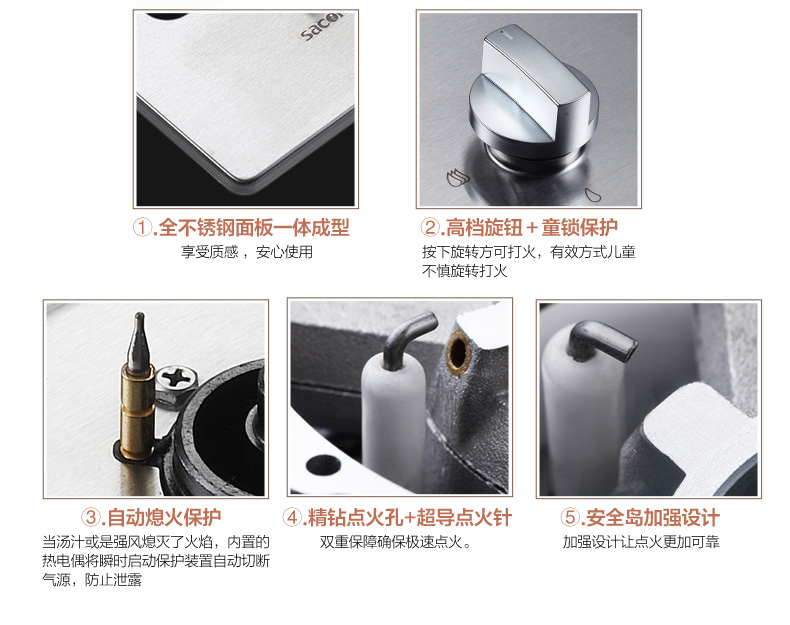 sacon
①.全不锈钢面板一体成型
享受质感，安心使用
②.高档旋钮＋童锁保护
按下旋转方可打火，有效方式儿童
不慎旋转打火
③.自动熄火保护
当汤汁或是强风熄灭了火焰，内置的
热电偶将瞬时启动保护装置自动切断
气源，防止泄露
④.精钻点火孔+超导点火针
双重保障确保极速点火。
⑤.安全岛加强设计
加强设计让点火更加可靠